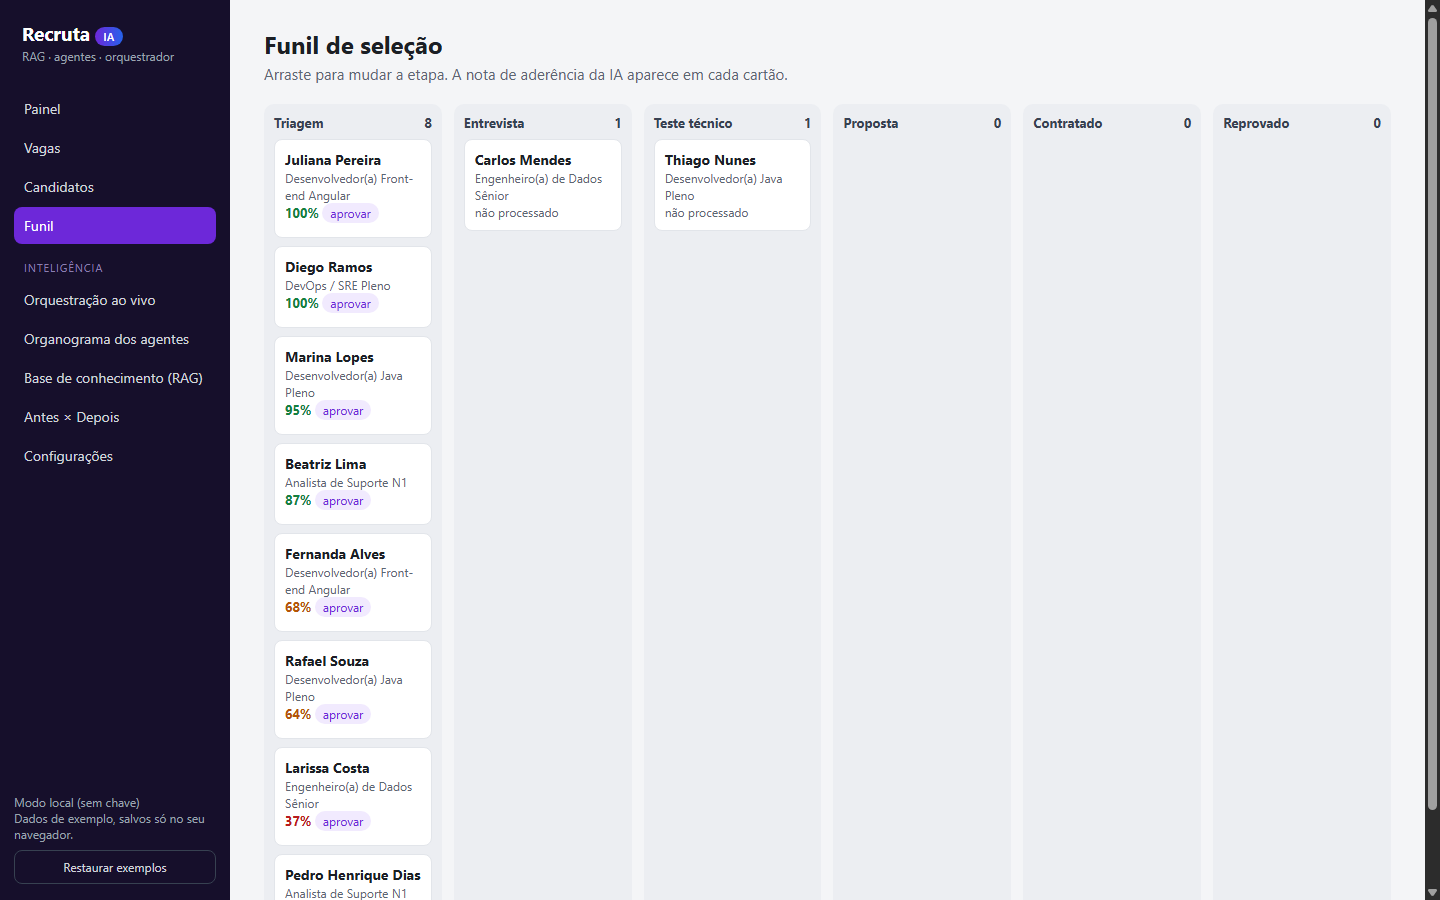 Recruta IA
RAG · agentes · orquestrador
Painel
Vagas
Candidatos
Funil
INTELIGÊNCIA
Orquestração ao vivo
Organograma dos agentes
Base de conhecimento (RAG)
Antes × Depois
Configurações
Modo local (sem chave)
Dados de exemplo, salvos só no seu
navegador.
Restaurar exemplos
Funil de seleção
Arraste para mudar a etapa. A nota de aderência da IA aparece em cada cartão.
Triagem 8
Juliana Pereira
Desenvolvedor(a) Front-
end Angular
100% aprovar
Diego Ramos
DevOps / SRE Pleno
100% aprovar
Marina Lopes
Desenvolvedor(a) Java
Pleno
95% aprovar
Beatriz Lima
Analista de Suporte N1
87% aprovar
Fernanda Alves
Desenvolvedor(a) Front-
end Angular
68% aprovar
Rafael Souza
Desenvolvedor(a) Java
Pleno
64% aprovar
Larissa Costa
Engenheiro(a) de Dados
Sênior
37% aprovar
Pedro Henrique Dias
Analista de Suporte N1
Entrevista 1
Carlos Mendes
Engenheiro(a) de Dados
Sênior
não processado
Teste técnico 1
Thiago Nunes
Desenvolvedor(a) Java
Pleno
não processado
Proposta 0
Contratado 0
Reprovado 0